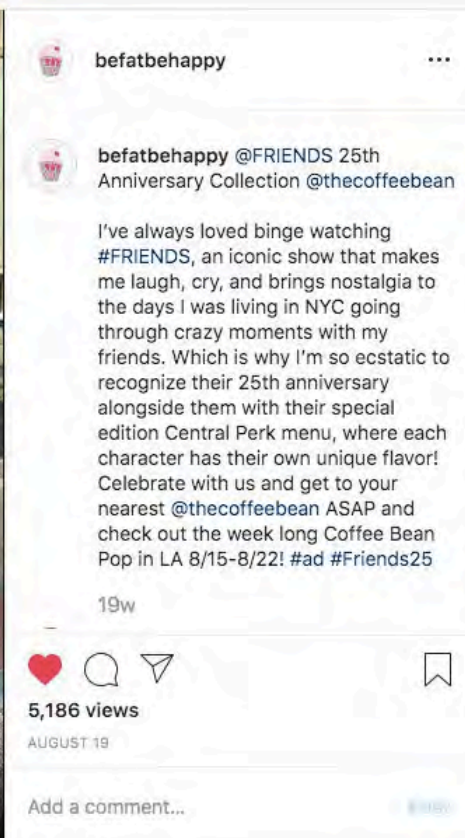 befatbehappy
befatbehappy @FRIENDS 25th
Anniversary Collection @thecoffeebean
I've always loved binge watching
#FRIENDS, an iconic show that makes
me laugh, cry, and brings nostalgia to
the days I was living in NYC going
through crazy moments with my
friends. Which is why I'm so ecstatic to
recognize their 25th anniversary
alongside them with their special
edition Central Perk menu, where each
character has their own unique flavor!
Celebrate with us and get to your
nearest @thecoffeebean ASAP and
check out the week long Coffee Bean
Pop in LA 8/15-8/22! #ad #Friends25
19w
5,186 views
AUGUST 19
Add a comment...